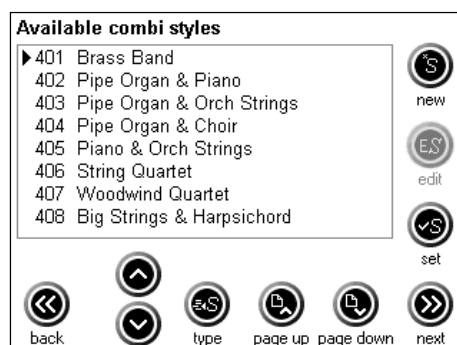 Available combi styles
401 Brass Band
402 Pipe Organ & Piano
403 Pipe Organ & Orch Strings
404 Pipe Organ & Choir
405 Piano & Orch Strings
406 String Quartet
407 Woodwind Quartet
408 Big Strings & Harpsichord
*S
new
ES
edit
✓S
set
S
back
type
page up
page down
next